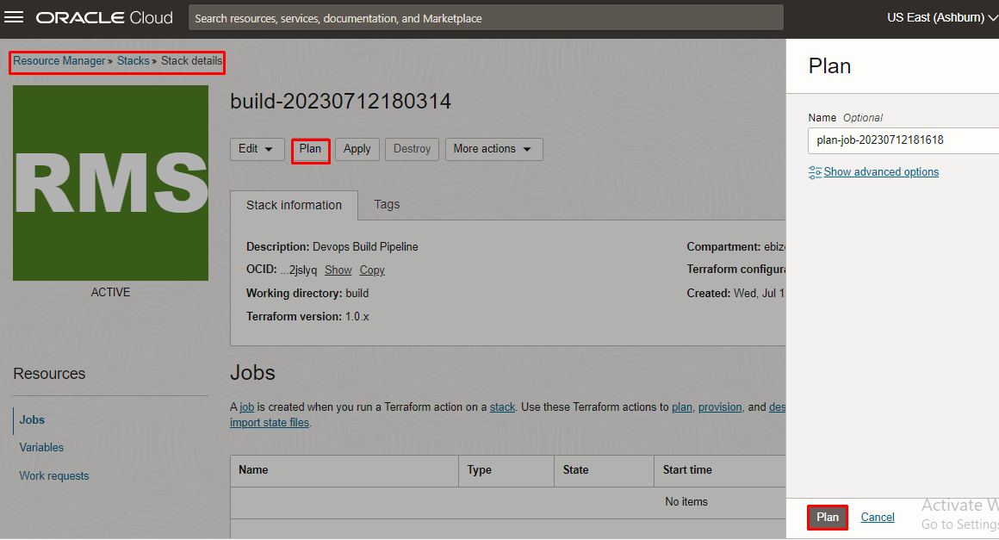 ORACLE Cloud
Search resources, services, documentation, and Marketplace
US East (Ashburn)
Resource Manager » Stacks » Stack details
RMS
ACTIVE
build-20230712180314
Edit Plan Apply Destroy More actions
Stack information Tags
Description: Devops Build Pipeline
OCID: ...2jslyq Show Copy
Working directory: build
Terraform version: 1.0.x
Compartment: ebiz
Terraform configura
Created: Wed, Jul 1
Resources
Jobs
Variables
Work requests
Jobs
A job is created when you run a Terraform action on a stack. Use these Terraform actions to plan, provision, and des
import state files.
Name Type State Start time
No items
Plan
Name Optional
plan-job-20230712181618
Show advanced options
Plan Cancel
Activate W
Go to Settings